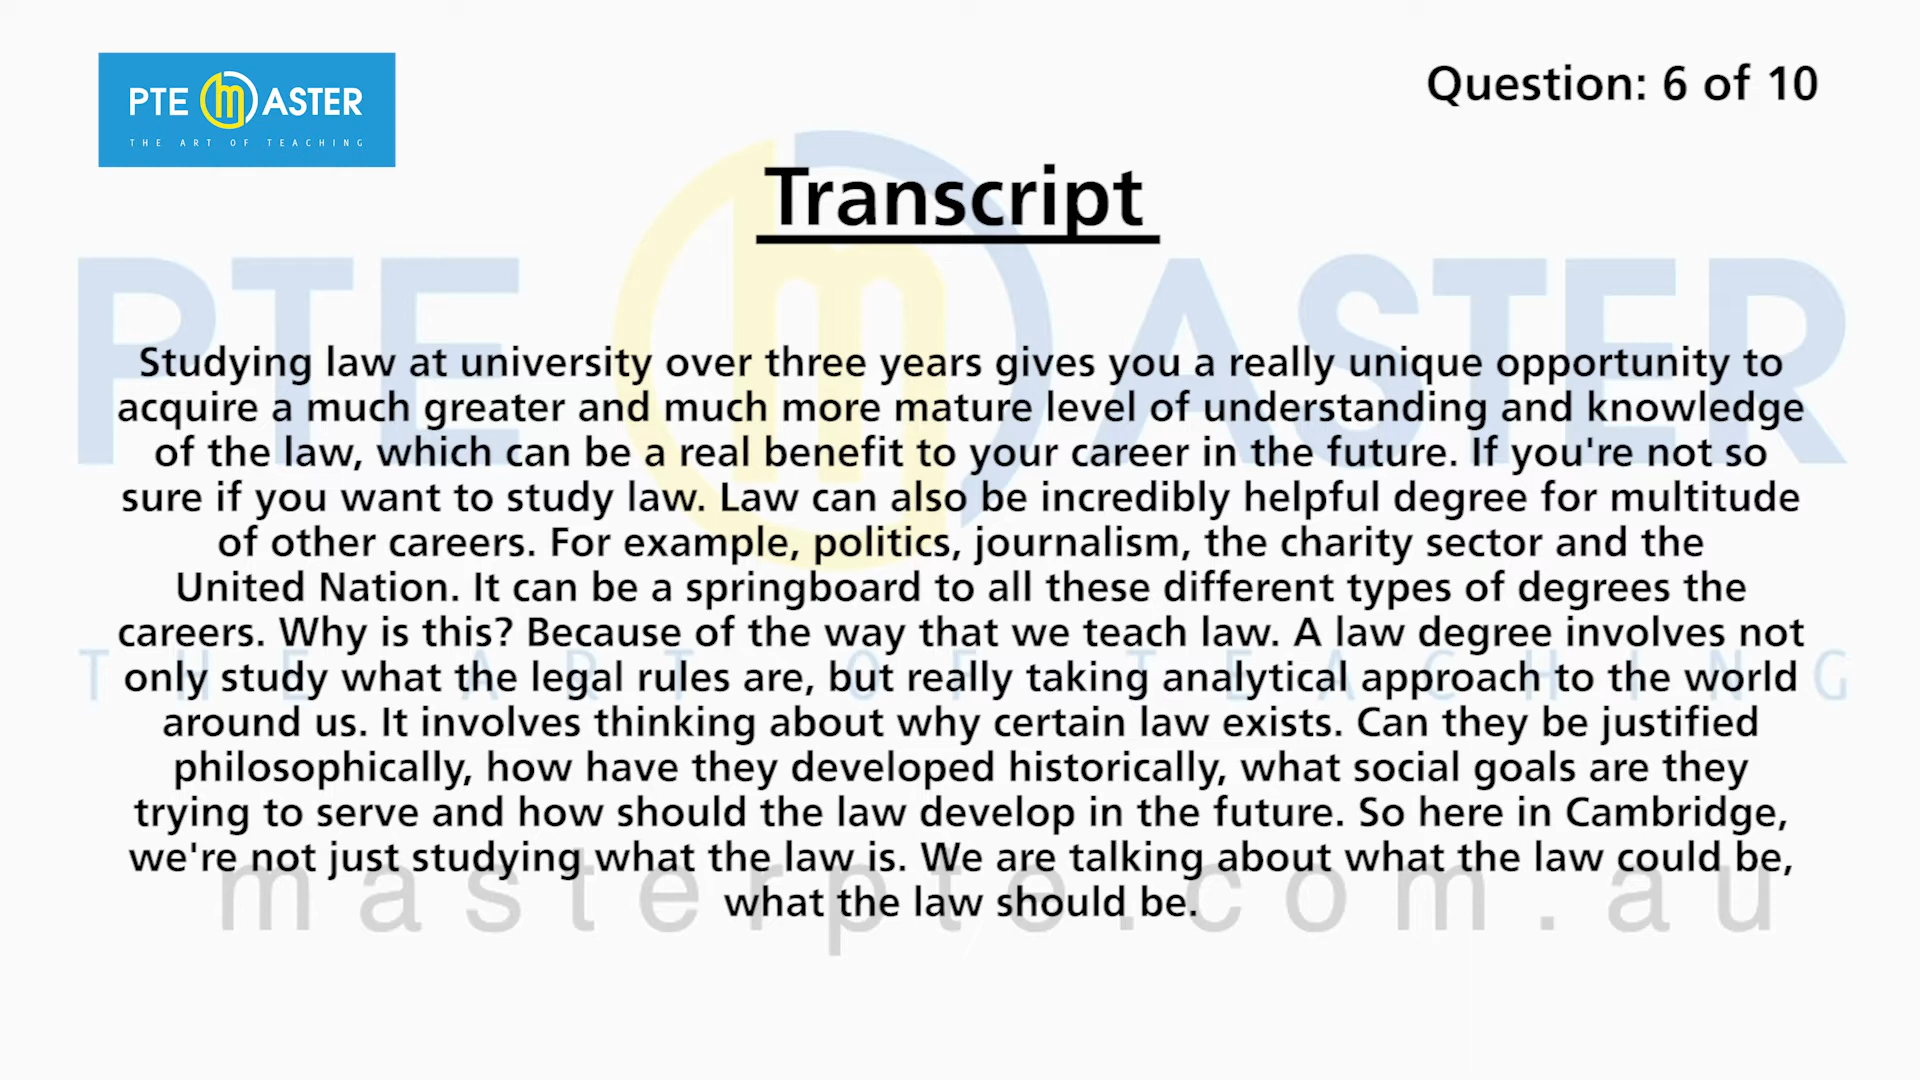 PTE MASTER
THE ART OF TEACHING
Question: 6 of 10
Transcript
Studying law at university over three years gives you a really unique opportunity to
acquire a much greater and much more mature level of understanding and knowledge
of the law, which can be a real benefit to your career in the future. If you're not so
sure if you want to study law. Law can also be incredibly helpful degree for multitude
of other careers. For example, politics, journalism, the charity sector and the
United Nation. It can be a springboard to all these different types of degrees the
careers. Why is this? Because of the way that we teach law. A law degree involves not
only study what the legal rules are, but really taking analytical approach to the world
around us. It involves thinking about why certain law exists. Can they be justified
philosophically, how have they developed historically, what social goals are they
trying to serve and how should the law develop in the future. So here in Cambridge,
we're not just studying what the law is. We are talking about what the law could be,
what the law should be.
PTE MASTER
THE ART OF TEACHING
masterpte.com.au